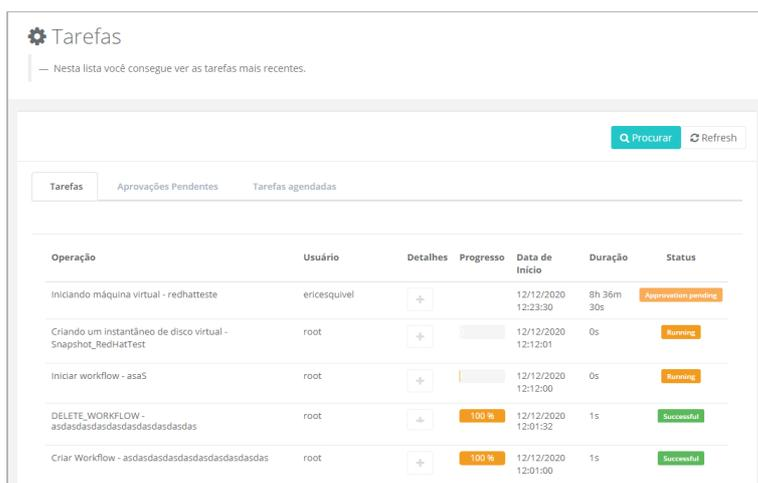 Tarefas
— Nesta lista você consegue ver as tarefas mais recentes.
Procurar
Refresh
Tarefas
Aprovações Pendentes
Tarefas agendadas
Operação
Usuário
Detalhes
Progresso
Data de
Início
Duração
Status
Iniciando máquina virtual - redhatteste
ericesquivel
+
12/12/2020
12:23:30
8h 36m
30s
Approvation pending
Criando um instantâneo de disco virtual -
Snapshot_RedHatTest
root
+
12/12/2020
12:12:01
0s
Running
Iniciar workflow - asaS
root
+
12/12/2020
12:12:00
0s
Running
DELETE_WORKFLOW -
asdasdasdasdasdasdasdasdasdas
root
+
100 %
12/12/2020
12:01:32
1s
Successful
Criar Workflow - asdasdasdasdasdasdasdasdasdas
root
+
100 %
12/12/2020
12:01:00
1s
Successful